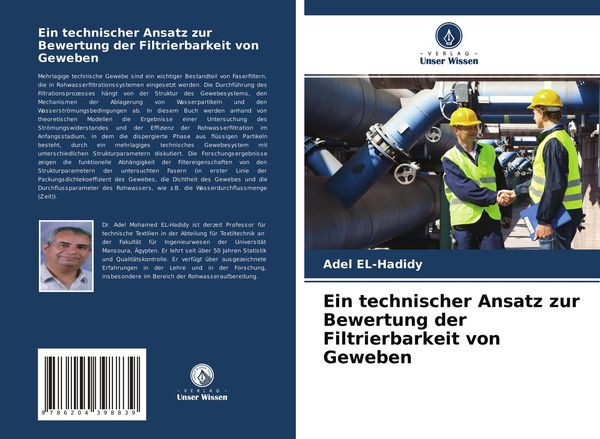 Ein technischer Ansatz zur
Bewertung der Filtrierbarkeit von
Geweben
Mehrlagige technische Gewebe sind ein wichtiger Bestandteil von Faserfiltern,
die in Rohwasserfiltrationssystemen eingesetzt werden. Die Durchführung des
Filtrationsprozesses hängt von der Struktur des Gewebesystems, den
Mechanismen der Ablagerung von Wasserpartikeln und den
Wasserströmungsbedingungen ab. In diesem Buch werden anhand von
theoretischen Modellen die Ergebnisse einer Untersuchung des
Strömungswiderstandes und der Effizienz der Rohwasserfiltration im
Anfangsstadium, in dem die dispergierte Phase aus flüssigen Partikeln
besteht, durch ein mehrlagiges technisches Gewebesystem mit
unterschiedlichen Strukturparametern diskutiert. Die Forschungsergebnisse
zeigen die funktionelle Abhängigkeit der Filtereigenschaften von den
Strukturparametern der untersuchten Fasern (in erster Linie der
Packungsdichtekoeffizient des Gewebes, die Dichtheit des Gewebes und die
Durchflussparameter des Rohwassers, wie z.B. die Wasserdurchflussmenge
(Zeit)).
Dr. Adel Mohamed EL-Hadidy ist derzeit Professor für
technische Textilien in der Abteilung für Textiltechnik an
der Fakultät für Ingenieurwesen der Universität
Mansoura, Ägypten. Er lehrt seit über 50 Jahren Statistik
und Qualitätskontrolle. Er verfügt über ausgezeichnete
Erfahrungen in der Lehre und in der Forschung,
insbesondere im Bereich der Rohwasseraufbereitung.
9 786204 398839
VERLAG
Unser Wissen
VERLAG
Unser Wissen
Adel EL-Hadidy
Ein technischer Ansatz zur
Bewertung der
Filtrierbarkeit von
Geweben